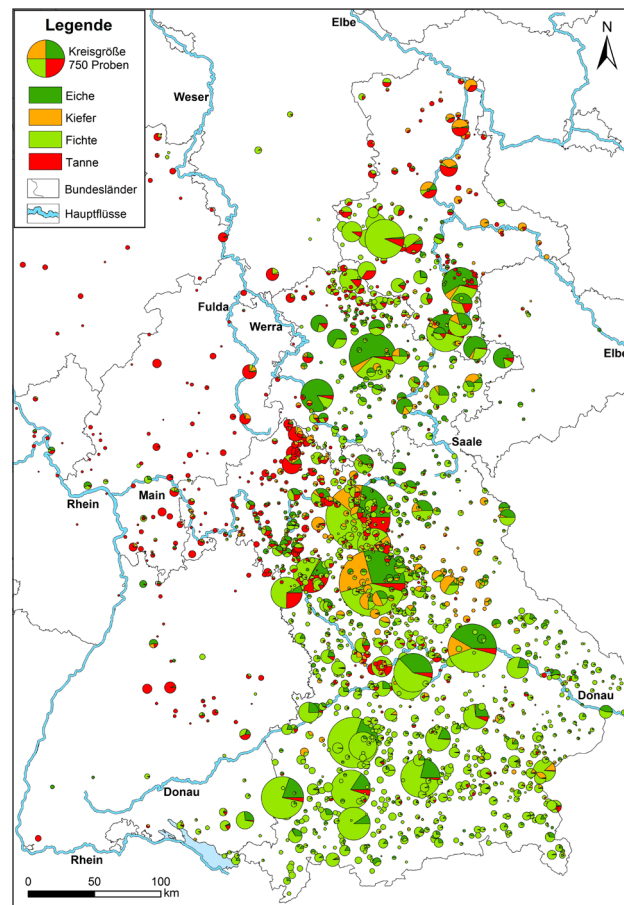 Legende
Kreisgröße
750 Proben
Eiche
Kiefer
Fichte
Tanne
Bundesländer
Hauptflüsse
Elbe
N
Weser
Fulda
Werra
Elbe
Saale
Rhein
Main
Donau
Donau
Rhein
0 50 100
km